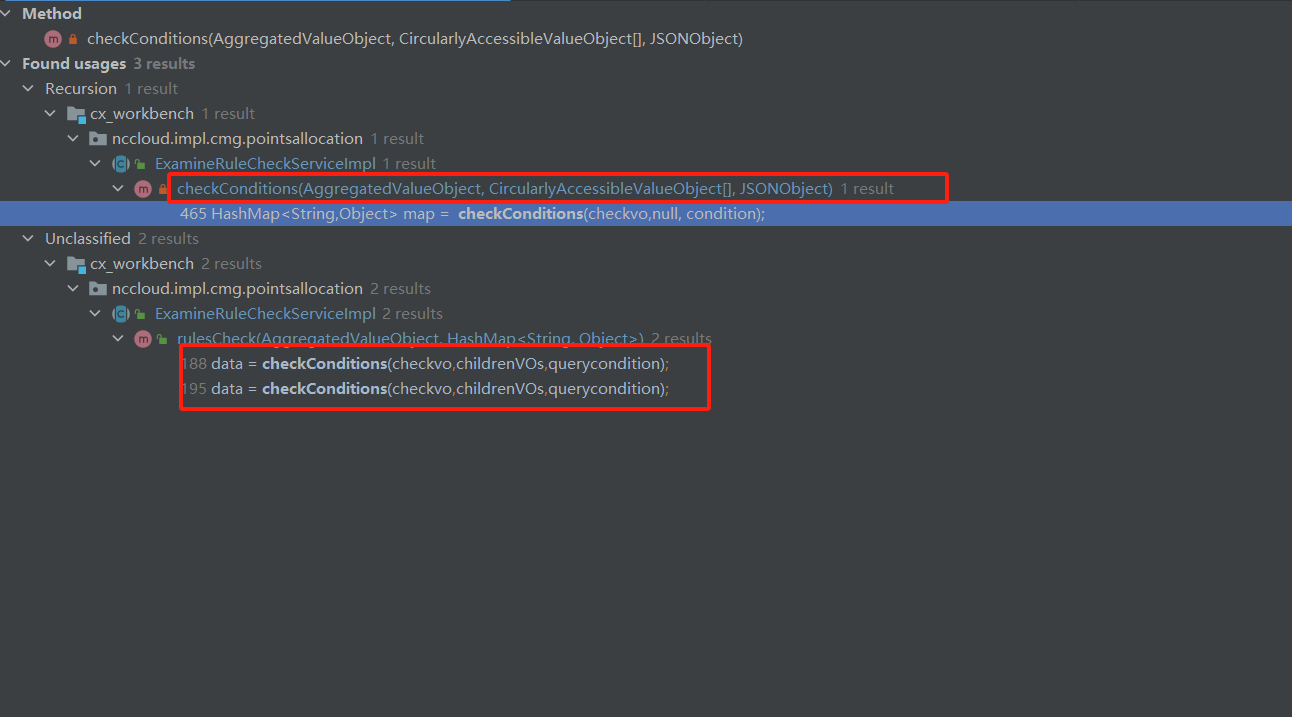 Method
checkConditions(AggregatedValueObject, CircularlyAccessibleValueObject[], JSONObject)
Found usages 3 results
Recursion 1 result
cx_workbench 1 result
nccloud.impl.cmg.pointsallocation 1 result
ExamineRuleCheckServiceImpl 1 result
checkConditions(AggregatedValueObject, CircularlyAccessibleValueObject[], JSONObject) 1 result
465 HashMap<String,Object> map = checkConditions(checkvo,null, condition);
Unclassified 2 results
cx_workbench 2 results
nccloud.impl.cmg.pointsallocation 2 results
ExamineRuleCheckServiceImpl 2 results
rulesCheck(AggregatedValueObject, HashMap<String, Object>) 2 results
188 data = checkConditions(checkvo,childrenVOs,querycondition);
195 data = checkConditions(checkvo,childrenVOs,querycondition);